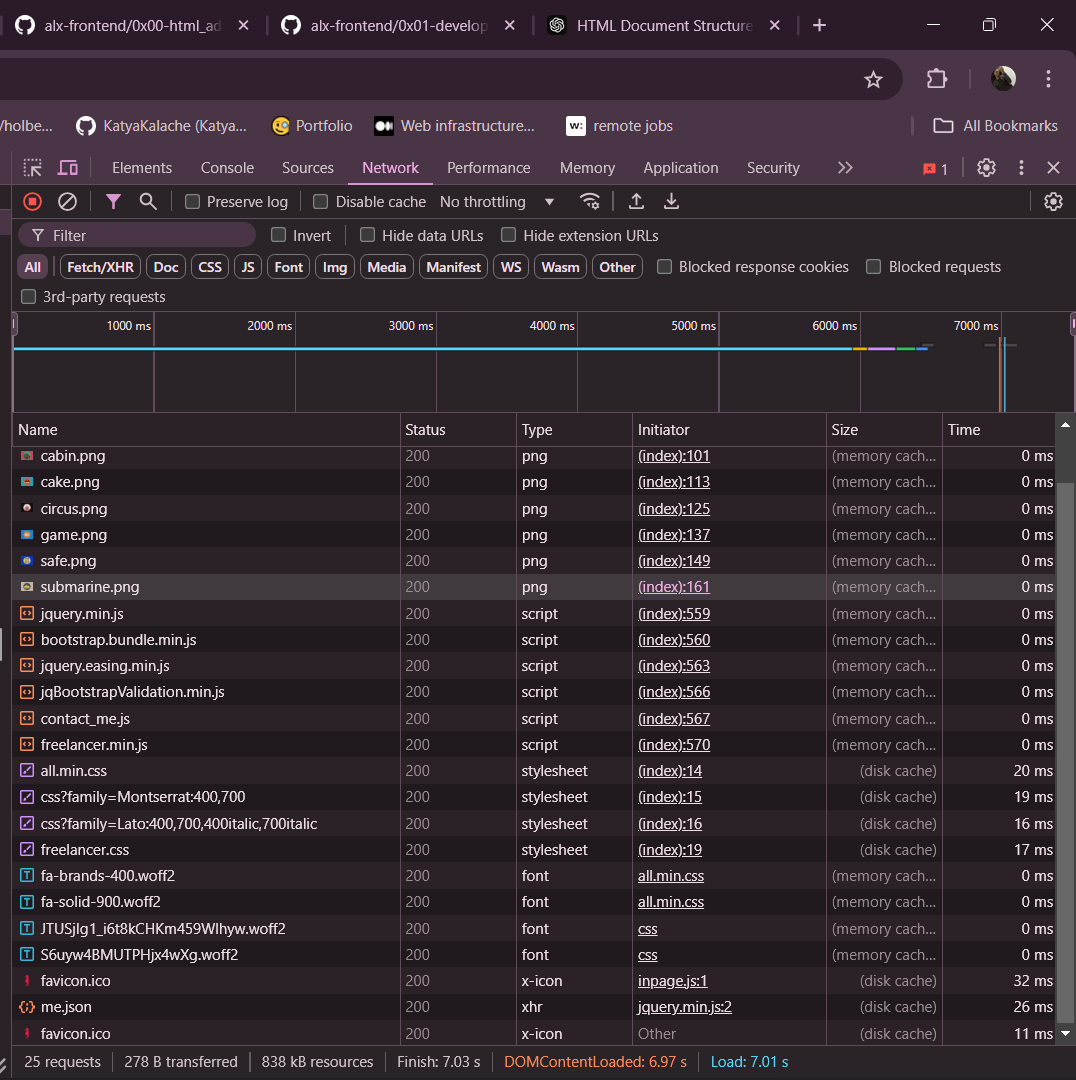 alx-frontend/0x00-html_ad alx-frontend/0x01-develop HTML Document Structure
/holbe... KatyaKalache (Katya... Portfolio Web infrastructure... w: remote jobs All Bookmarks
Elements Console Sources Network Performance Memory Application Security 1
Preserve log Disable cache No throttling
Filter Invert Hide data URLs Hide extension URLs
All Fetch/XHR Doc CSS JS Font Img Media Manifest WS Wasm Other Blocked response cookies Blocked requests
3rd-party requests
1000 ms 2000 ms 3000 ms 4000 ms 5000 ms 6000 ms 7000 ms
Name Status Type Initiator Size Time
cabin.png 200 png (index):101 (memory cach... 0 ms
cake.png 200 png (index):113 (memory cach... 0 ms
circus.png 200 png (index):125 (memory cach... 0 ms
game.png 200 png (index):137 (memory cach... 0 ms
safe.png 200 png (index):149 (memory cach... 0 ms
submarine.png 200 png (index):161 (memory cach... 0 ms
jquery.min.js 200 script (index):559 (memory cach... 0 ms
bootstrap.bundle.min.js 200 script (index):560 (memory cach... 0 ms
jquery.easing.min.js 200 script (index):563 (memory cach... 0 ms
jqBootstrapValidation.min.js 200 script (index):566 (memory cach... 0 ms
contact_me.js 200 script (index):567 (memory cach... 0 ms
freelancer.min.js 200 script (index):570 (memory cach... 0 ms
all.min.css 200 stylesheet (index):14 (disk cache) 20 ms
css?family=Montserrat:400,700 200 stylesheet (index):15 (disk cache) 19 ms
css?family=Lato:400,700,400italic,700italic 200 stylesheet (index):16 (disk cache) 16 ms
freelancer.css 200 stylesheet (index):19 (disk cache) 17 ms
fa-brands-400.woff2 200 font all.min.css (memory cach... 0 ms
fa-solid-900.woff2 200 font all.min.css (memory cach... 0 ms
JTUSjIg1_i6t8kCHKm459Wlhyw.woff2 200 font css (memory cach... 0 ms
S6uyw4BMUTPHjx4wXg.woff2 200 font css (memory cach... 0 ms
favicon.ico 200 x-icon inpage.js:1 (disk cache) 32 ms
me.json 200 xhr jquery.min.js:2 (disk cache) 26 ms
favicon.ico 200 x-icon Other (disk cache) 11 ms
25 requests 278 B transferred 838 kB resources Finish: 7.03 s DOMContentLoaded: 6.97 s Load: 7.01 s